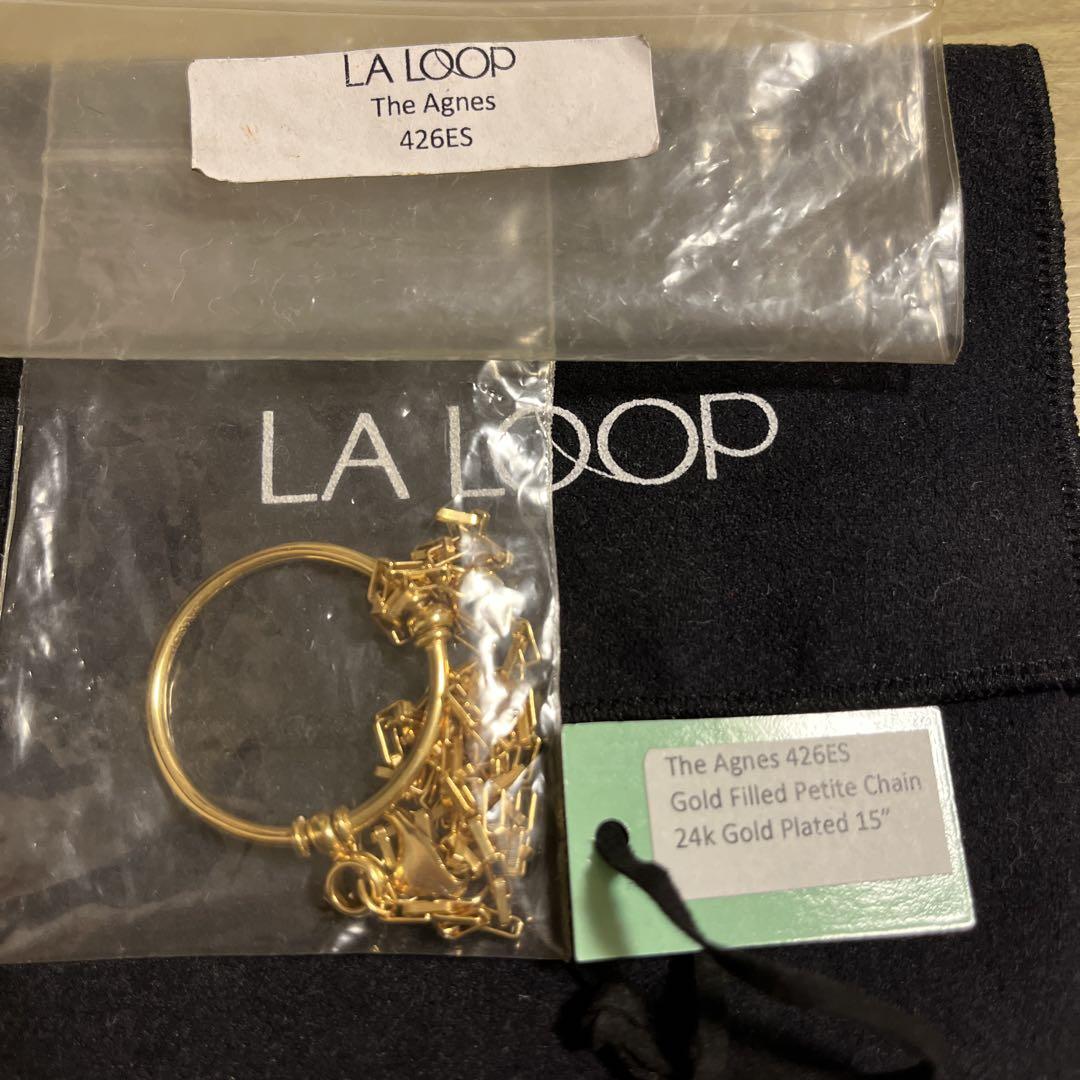 LA LOOP
The Agnes
426ES
LA LOOP
The Agnes 426ES
Gold Filled Petite Chain
24k Gold Plated 15”